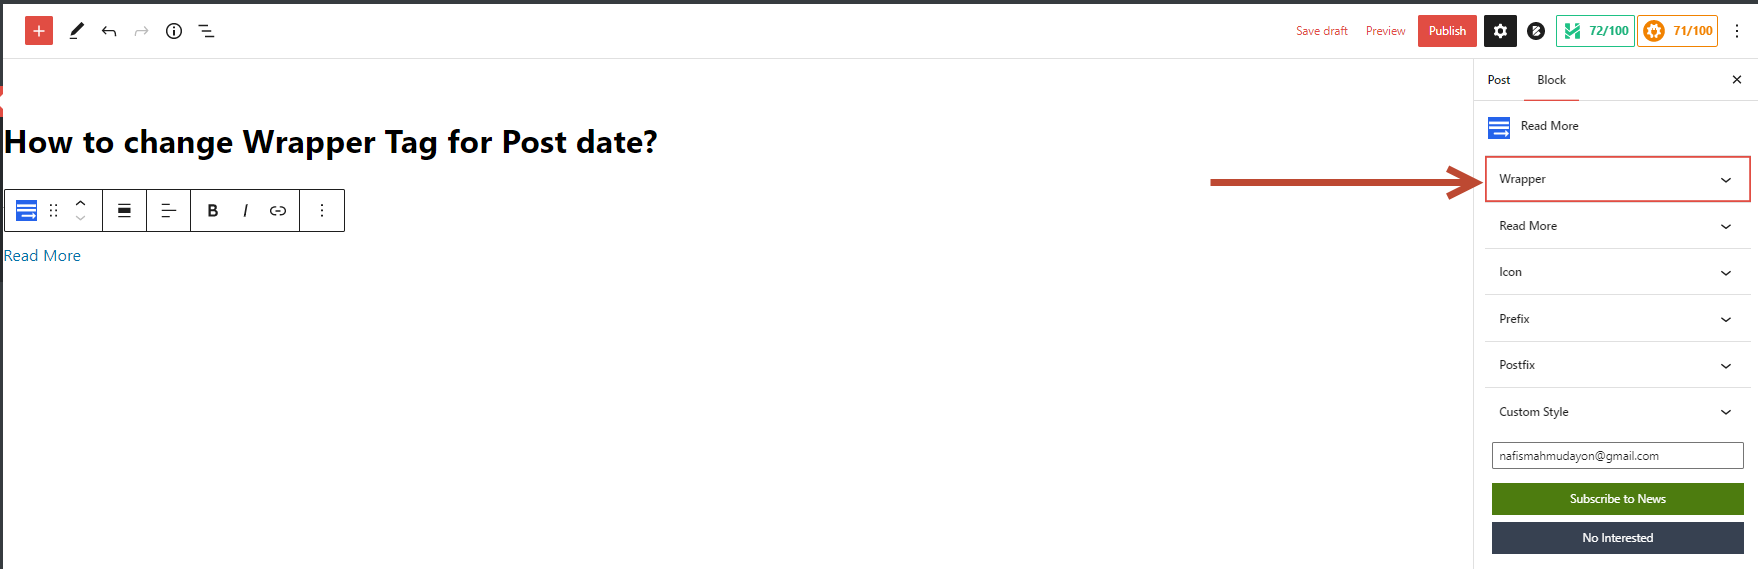 Save draft Preview Publish 72/100 71/100
Post Block
Read More
How to change Wrapper Tag for Post date?
Wrapper
B I
Read More
Read More
Icon
Prefix
Postfix
Custom Style
nafismahmudayon@gmail.com
Subscribe to News
No Interested